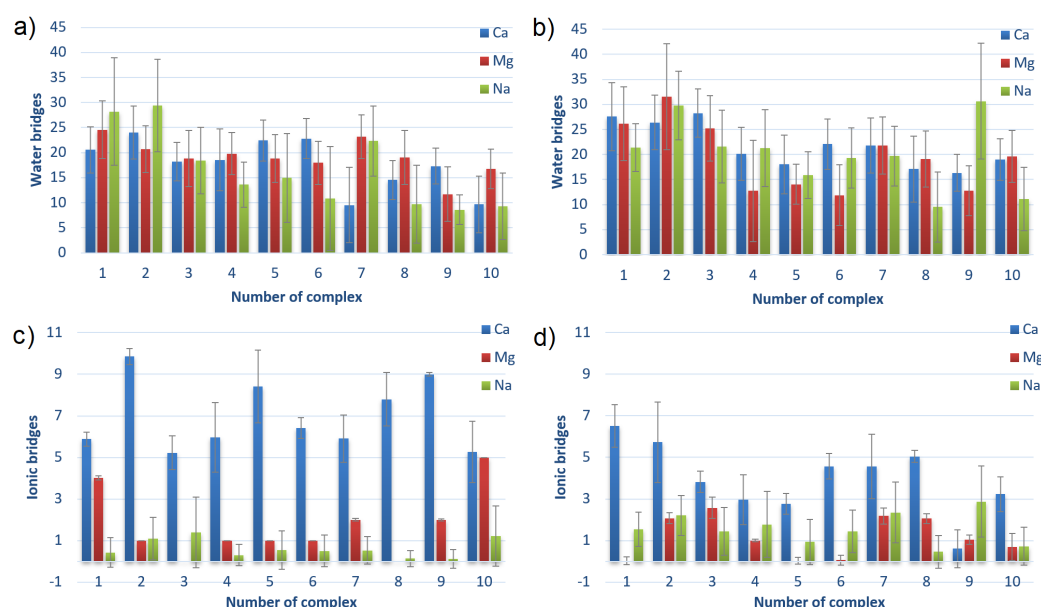 a)
45
40
35
30
25
20
15
10
5
0
Water bridges
Ca
Mg
Na
1 2 3 4 5 6 7 8 9 10
Number of complex
b)
45
40
35
30
25
20
15
10
5
0
Water bridges
Ca
Mg
Na
1 2 3 4 5 6 7 8 9 10
Number of complex
c)
11
9
7
5
3
1
-1
Ionic bridges
Ca
Mg
Na
1 2 3 4 5 6 7 8 9 10
Number of complex
d)
11
9
7
5
3
1
-1
Ionic bridges
Ca
Mg
Na
1 2 3 4 5 6 7 8 9 10
Number of complex